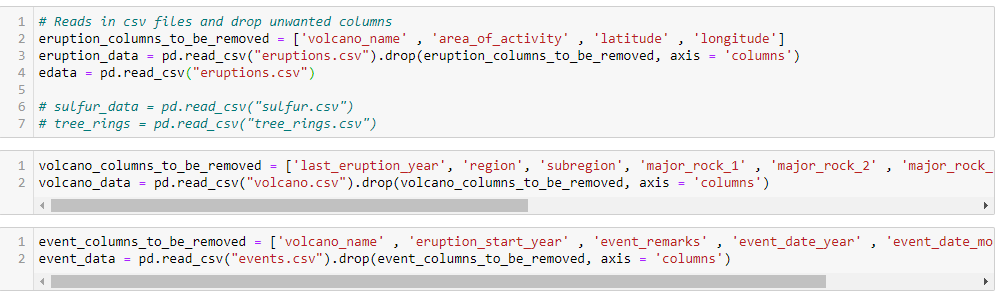 1 # Reads in csv files and drop unwanted columns
2 eruption_columns_to_be_removed = ['volcano_name' , 'area_of_activity' , 'latitude' , 'longitude']
3 eruption_data = pd.read_csv("eruptions.csv").drop(eruption_columns_to_be_removed, axis = 'columns')
4 edata = pd.read_csv("eruptions.csv")
5
6 # sulfur_data = pd.read_csv("sulfur.csv")
7 # tree_rings = pd.read_csv("tree_rings.csv")
1 volcano_columns_to_be_removed = ['last_eruption_year', 'region', 'subregion', 'major_rock_1' , 'major_rock_2' , 'major_rock_
2 volcano_data = pd.read_csv("volcano.csv").drop(volcano_columns_to_be_removed, axis = 'columns')
1 event_columns_to_be_removed = ['volcano_name' , 'eruption_start_year' , 'event_remarks' , 'event_date_year' , 'event_date_mo
2 event_data = pd.read_csv("events.csv").drop(event_columns_to_be_removed, axis = 'columns')